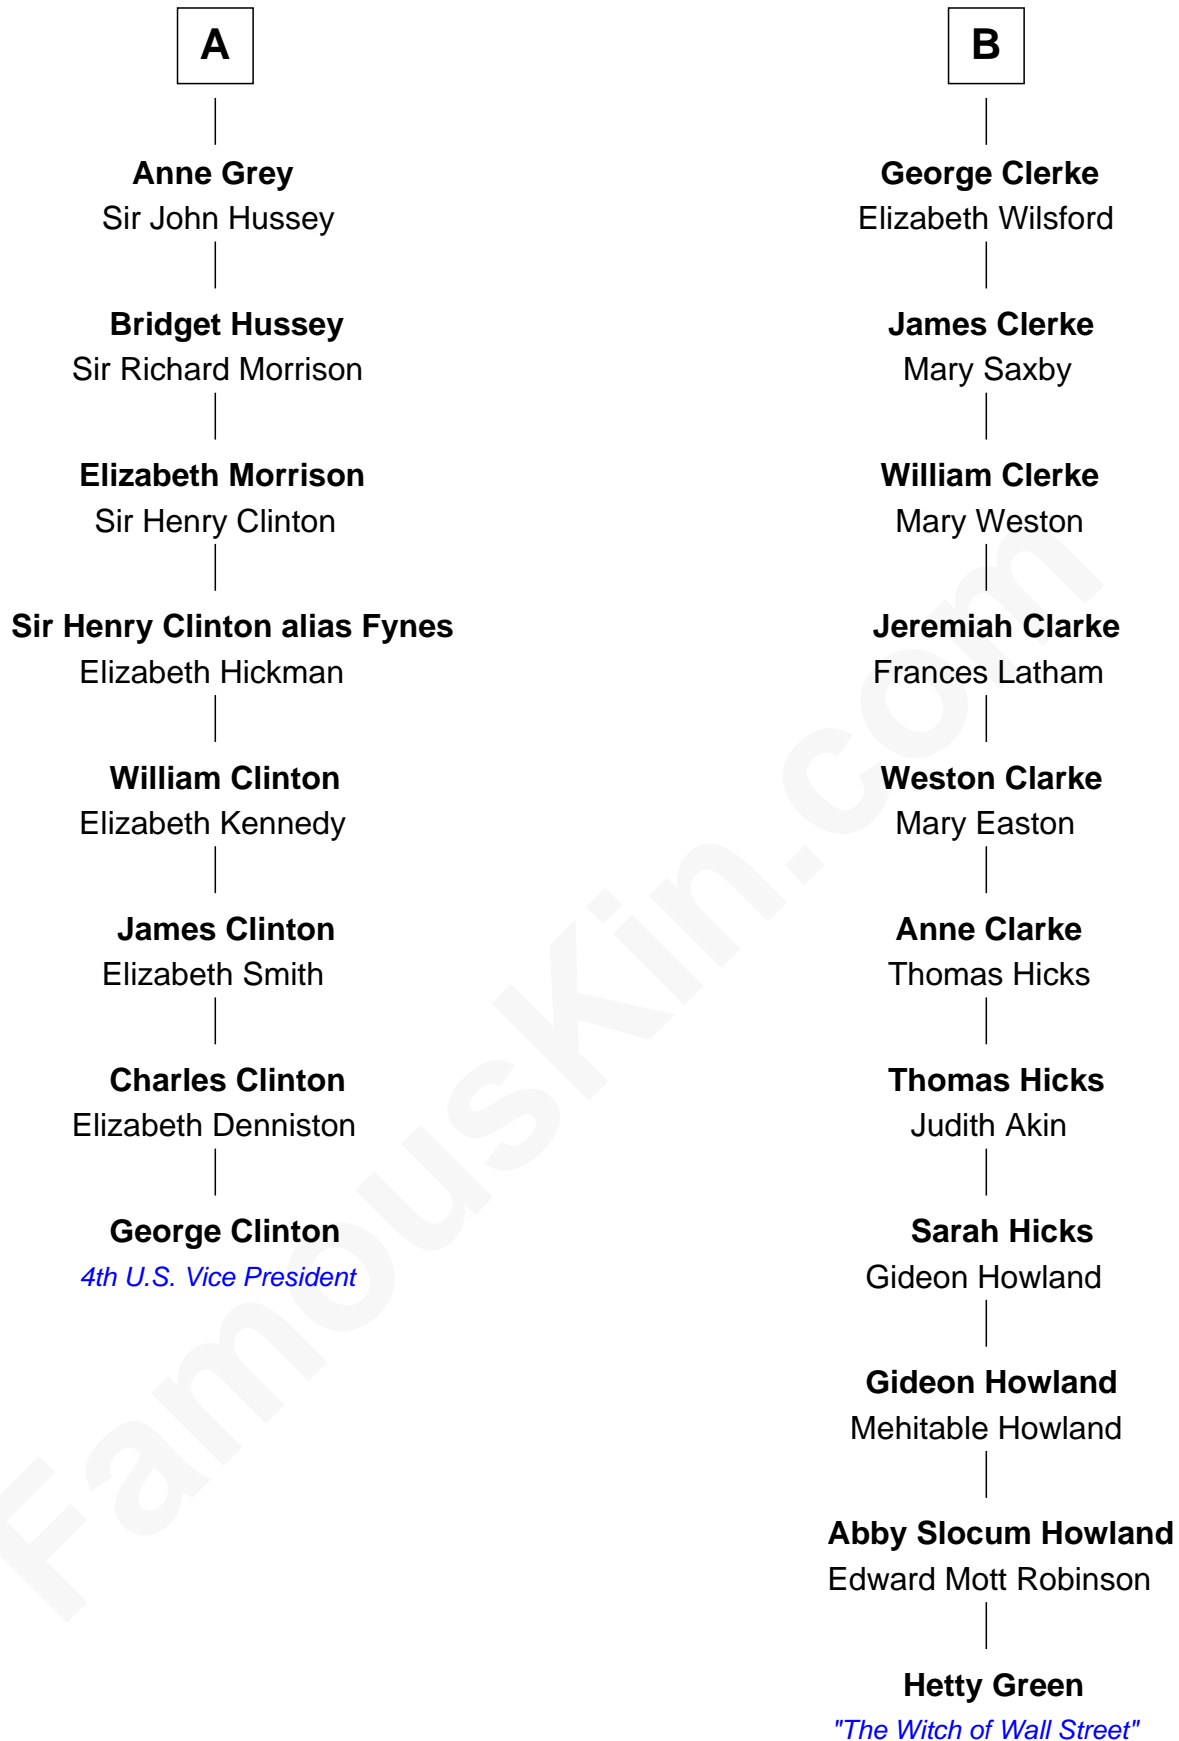 A
Anne Grey
Sir John Hussey
Bridget Hussey
Sir Richard Morrison
Elizabeth Morrison
Sir Henry Clinton
Sir Henry Clinton alias Fynes
Elizabeth Hickman
William Clinton
Elizabeth Kennedy
James Clinton
Elizabeth Smith
Charles Clinton
Elizabeth Denniston
George Clinton
4th U.S. Vice President
B
George Clerke
Elizabeth Wilsford
James Clerke
Mary Saxby
William Clerke
Mary Weston
Jeremiah Clarke
Frances Latham
Weston Clarke
Mary Easton
Anne Clarke
Thomas Hicks
Thomas Hicks
Judith Akin
Sarah Hicks
Gideon Howland
Gideon Howland
Mehitable Howland
Abby Slocum Howland
Edward Mott Robinson
Hetty Green
"The Witch of Wall Street"
FamousKin.com